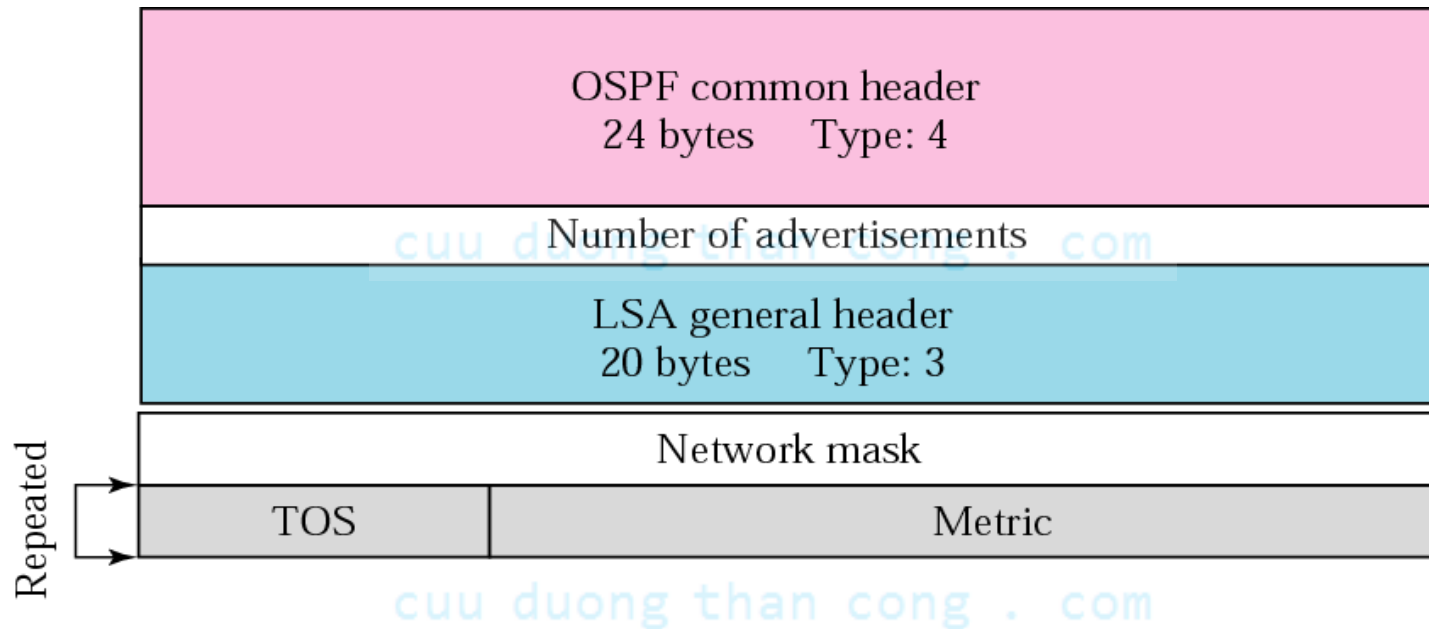 OSPF common header
24 bytes Type: 4
Number of advertisements
cuu duong than cong . com
LSA general header
20 bytes Type: 3
Network mask
Repeated
TOS Metric
cuu duong than cong . com